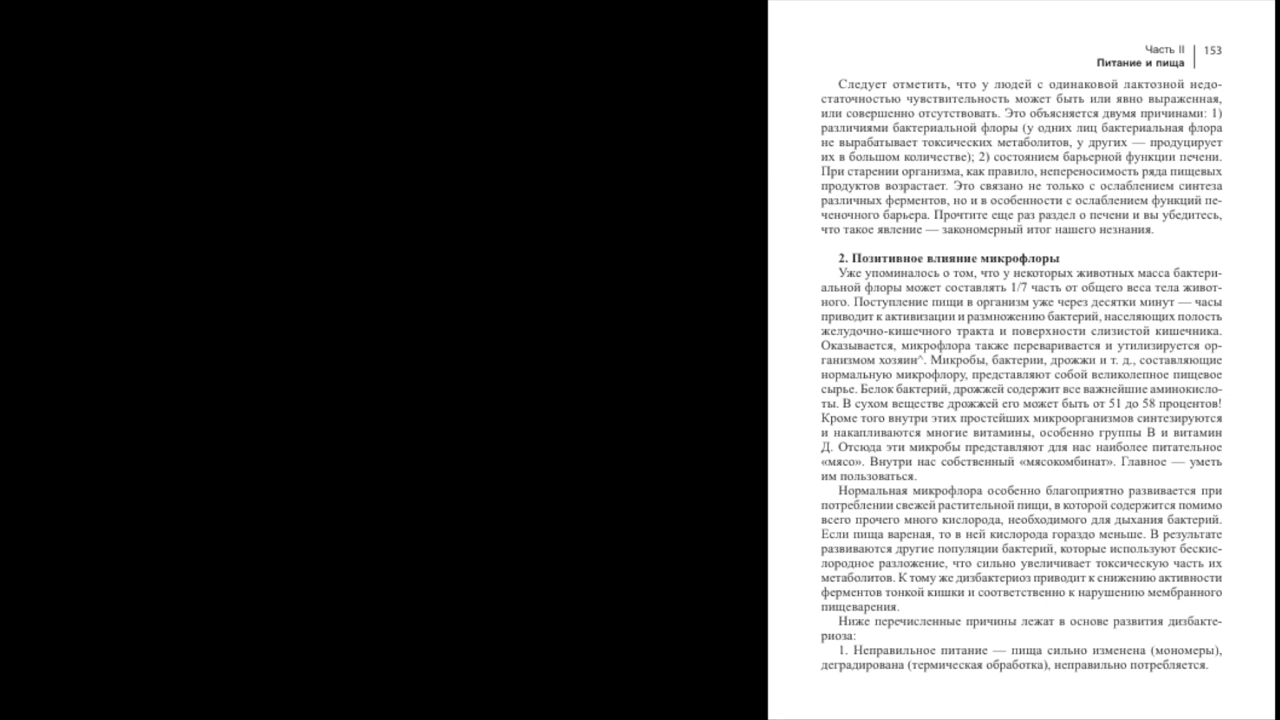 Часть II
153
Питание и пища
Следует отметить, что у людей с одинаковой лактозной недо-
статочностью чувствительность может быть или явно выраженная,
или совершенно отсутствовать. Это объясняется двумя причинами: 1)
различиями бактериальной флоры (у одних лиц бактериальная флора
не вырабатывает токсических метаболитов, у других — продуцирует
их в большом количестве); 2) состоянием барьерной функции печени.
При старении организма, как правило, непереносимость ряда пищевых
продуктов возрастает. Это связано не только с ослаблением синтеза
различных ферментов, но и в особенности с ослаблением функций пе-
ченочного барьера. Прочтите еще раз раздел о печени и вы убедитесь,
что такое явление — закономерный итог нашего незнания.
2. Позитивное влияние микрофлоры
Уже упоминалось о том, что у некоторых животных масса бактери-
альной флоры может составлять 1/7 часть от общего веса тела живот-
ного. Поступление пищи в организм уже через десятки минут — часы
приводит к активизации и размножению бактерий, населяющих полость
желудочно-кишечного тракта и поверхности слизистой кишечника.
Оказывается, микрофлора также переваривается и утилизируется ор-
ганизмом хозяин^. Микробы, бактерии, дрожжи и т. д., составляющие
нормальную микрофлору, представляют собой великолепное пищевое
сырье. Белок бактерий, дрожжей содержит все важнейшие аминокисло-
ты. В сухом веществе дрожжей его может быть от 51 до 58 процентов!
Кроме того внутри этих простейших микроорганизмов синтезируются
и накапливаются многие витамины, особенно группы В и витамин
Д. Отсюда эти микробы представляют для нас наиболее питательное
«мясо». Внутри нас собственный «мясокомбинат». Главное — уметь
им пользоваться.
Нормальная микрофлора особенно благоприятно развивается при
потреблении свежей растительной пищи, в которой содержится помимо
всего прочего много кислорода, необходимого для дыхания бактерий.
Если пища вареная, то в ней кислорода гораздо меньше. В результате
развиваются другие популяции бактерий, которые используют бескис-
лородное разложение, что сильно увеличивает токсическую часть их
метаболитов. К тому же дизбактериоз приводит к снижению активности
ферментов тонкой кишки и соответственно к нарушению мембранного
пищеварения.
Ниже перечисленные причины лежат в основе развития дизбакте-
риоза:
1. Неправильное питание — пища сильно изменена (мономеры),
деградирована (термическая обработка), неправильно потребляется.